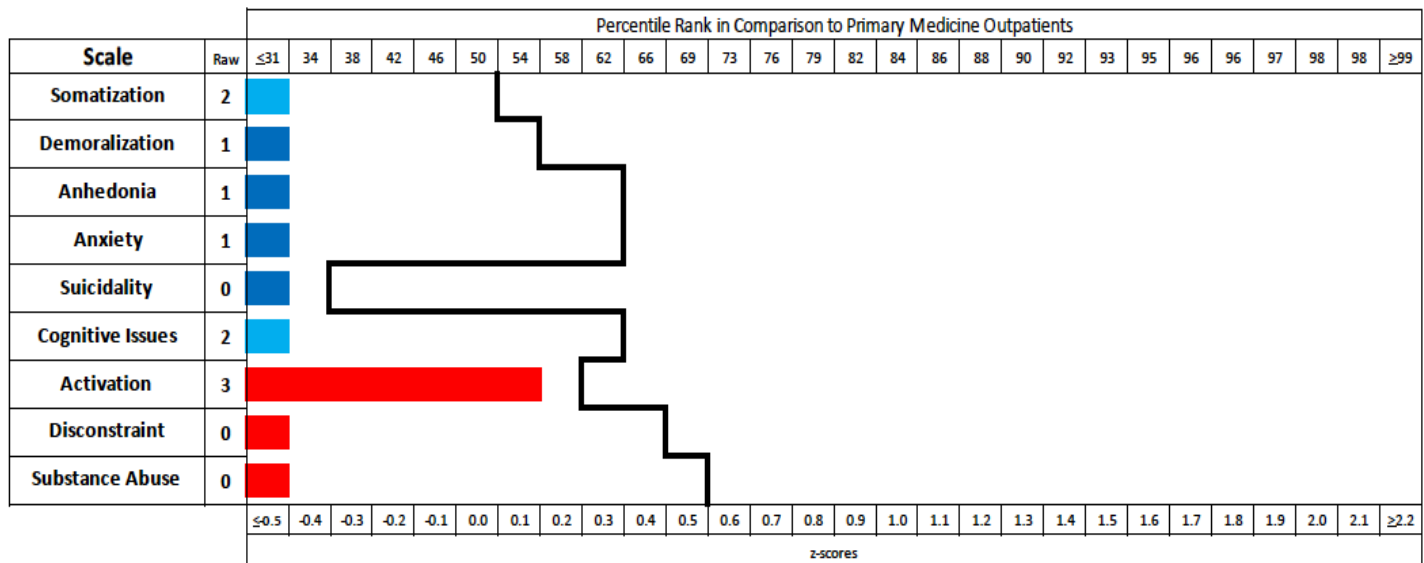 Percentile Rank in Comparison to Primary Medicine Outpatients
Scale Raw ≤31 34 38 42 46 50 54 58 62 66 69 73 76 79 82 84 86 88 90 92 93 95 96 96 97 98 98 ≥99
Somatization 2
Demoralization 1
Anhedonia 1
Anxiety 1
Suicidality 0
Cognitive Issues 2
Activation 3
Disconstraint 0
Substance Abuse 0
≤-0.5 -0.4 -0.3 -0.2 -0.1 0.0 0.1 0.2 0.3 0.4 0.5 0.6 0.7 0.8 0.9 1.0 1.1 1.2 1.3 1.4 1.5 1.6 1.7 1.8 1.9 2.0 2.1 ≥2.2
z-scores